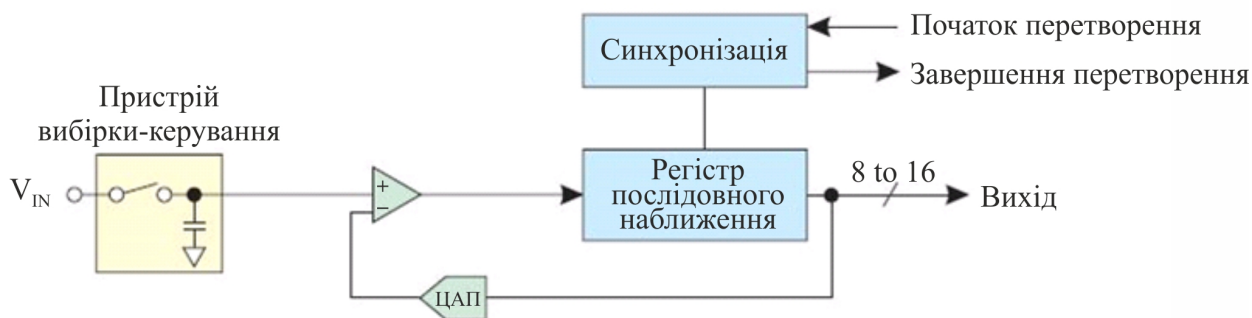 Початок перетворення
Синхронізація
Завершення перетворення
Пристрій
вибірки-керування
V_IN
+
−
Регістр
послідовного
наближення
8 to 16
Вихід
ЦАП